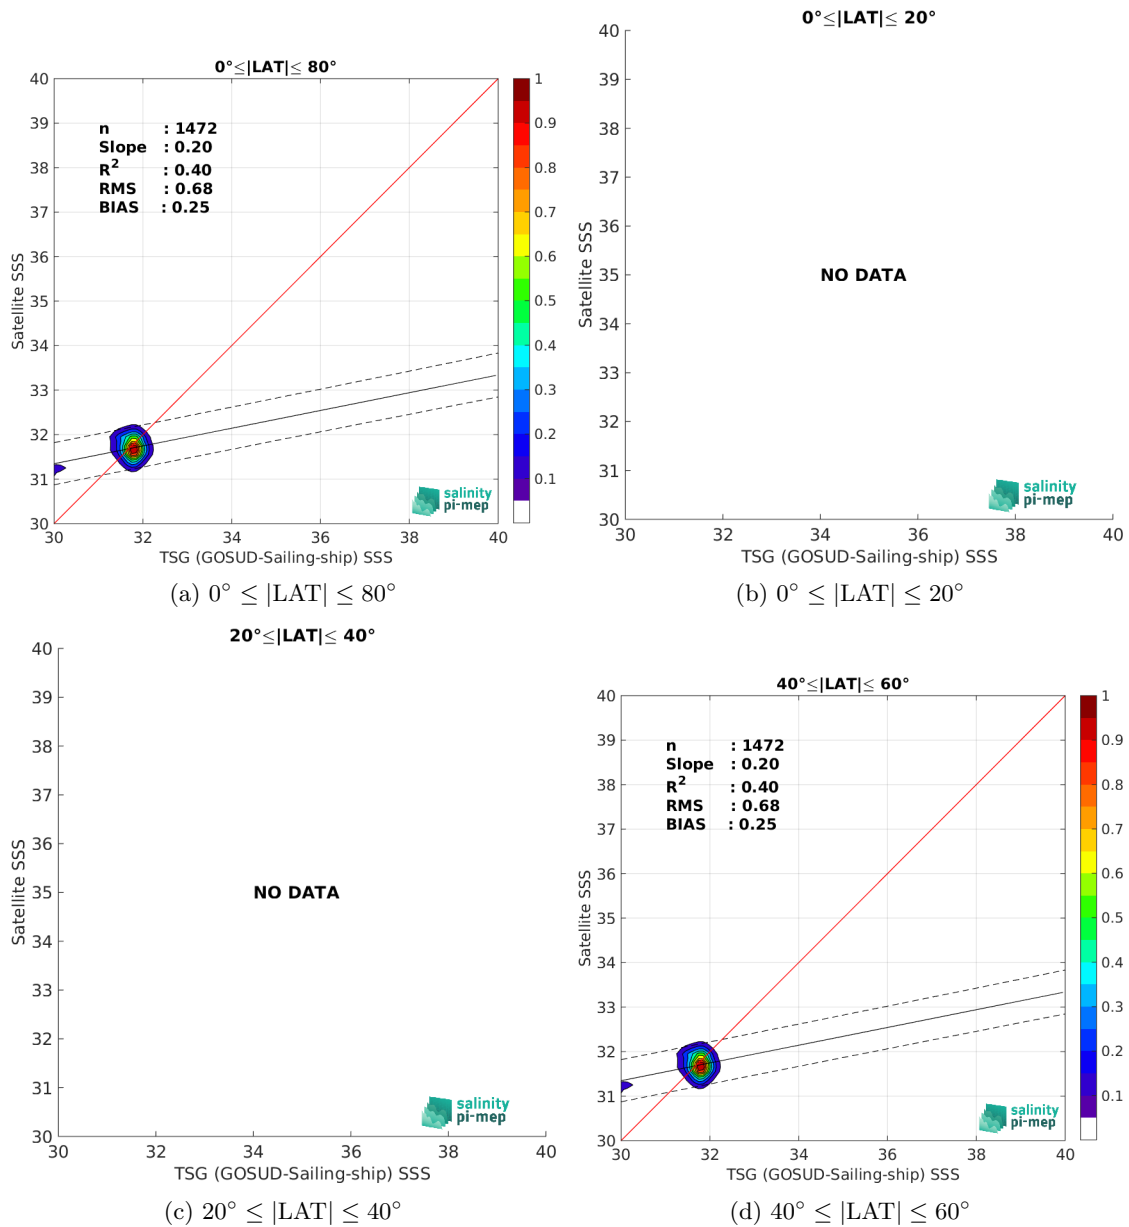 0°≤|LAT|≤ 80°
40
39
38
37
36
35
34
33
32
31
30
30
32
34
36
38
40
n : 1472
Slope : 0.20
R² : 0.40
RMS : 0.68
BIAS : 0.25
Satellite SSS
TSG (GOSUD-Sailing-ship) SSS
salinity
pi-mep
1
0.9
0.8
0.7
0.6
0.5
0.4
0.3
0.2
0.1
(a) 0° ≤ |LAT| ≤ 80°
0°≤|LAT|≤ 20°
40
39
38
37
36
35
34
33
32
31
30
30
32
34
36
38
40
NO DATA
Satellite SSS
TSG (GOSUD-Sailing-ship) SSS
salinity
pi-mep
(b) 0° ≤ |LAT| ≤ 20°
20°≤|LAT|≤ 40°
40
39
38
37
36
35
34
33
32
31
30
30
32
34
36
38
40
NO DATA
Satellite SSS
TSG (GOSUD-Sailing-ship) SSS
salinity
pi-mep
(c) 20° ≤ |LAT| ≤ 40°
40°≤|LAT|≤ 60°
40
39
38
37
36
35
34
33
32
31
30
30
32
34
36
38
40
n : 1472
Slope : 0.20
R² : 0.40
RMS : 0.68
BIAS : 0.25
Satellite SSS
TSG (GOSUD-Sailing-ship) SSS
salinity
pi-mep
1
0.9
0.8
0.7
0.6
0.5
0.4
0.3
0.2
0.1
(d) 40° ≤ |LAT| ≤ 60°